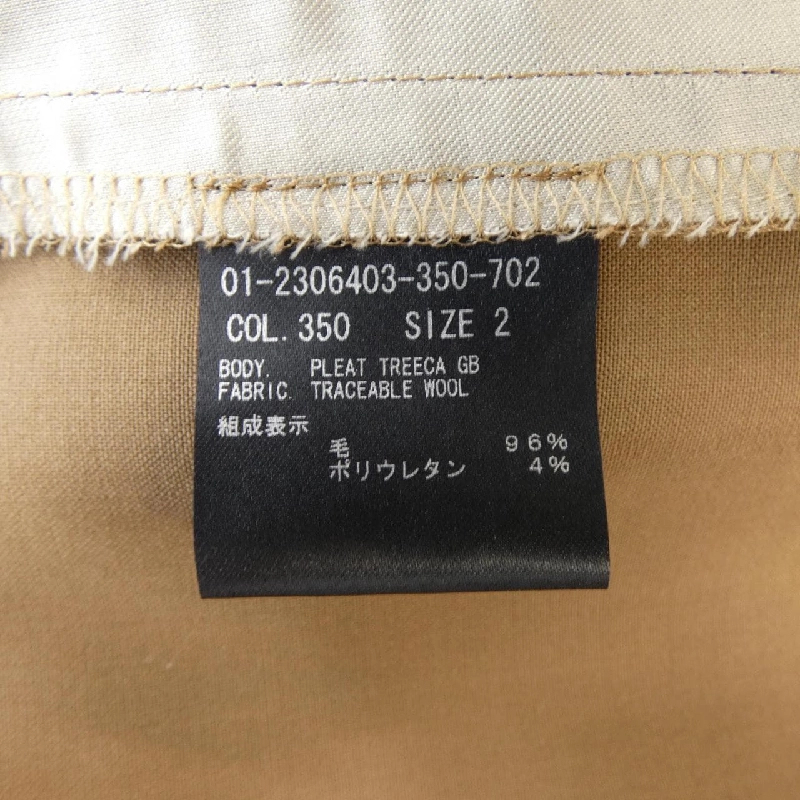 01-2306403-350-702
COL. 350 SIZE 2
BODY. PLEAT TREECA GB
FABRIC. TRACEABLE WOOL
組成表示
毛 96%
ポリウレタン 4%